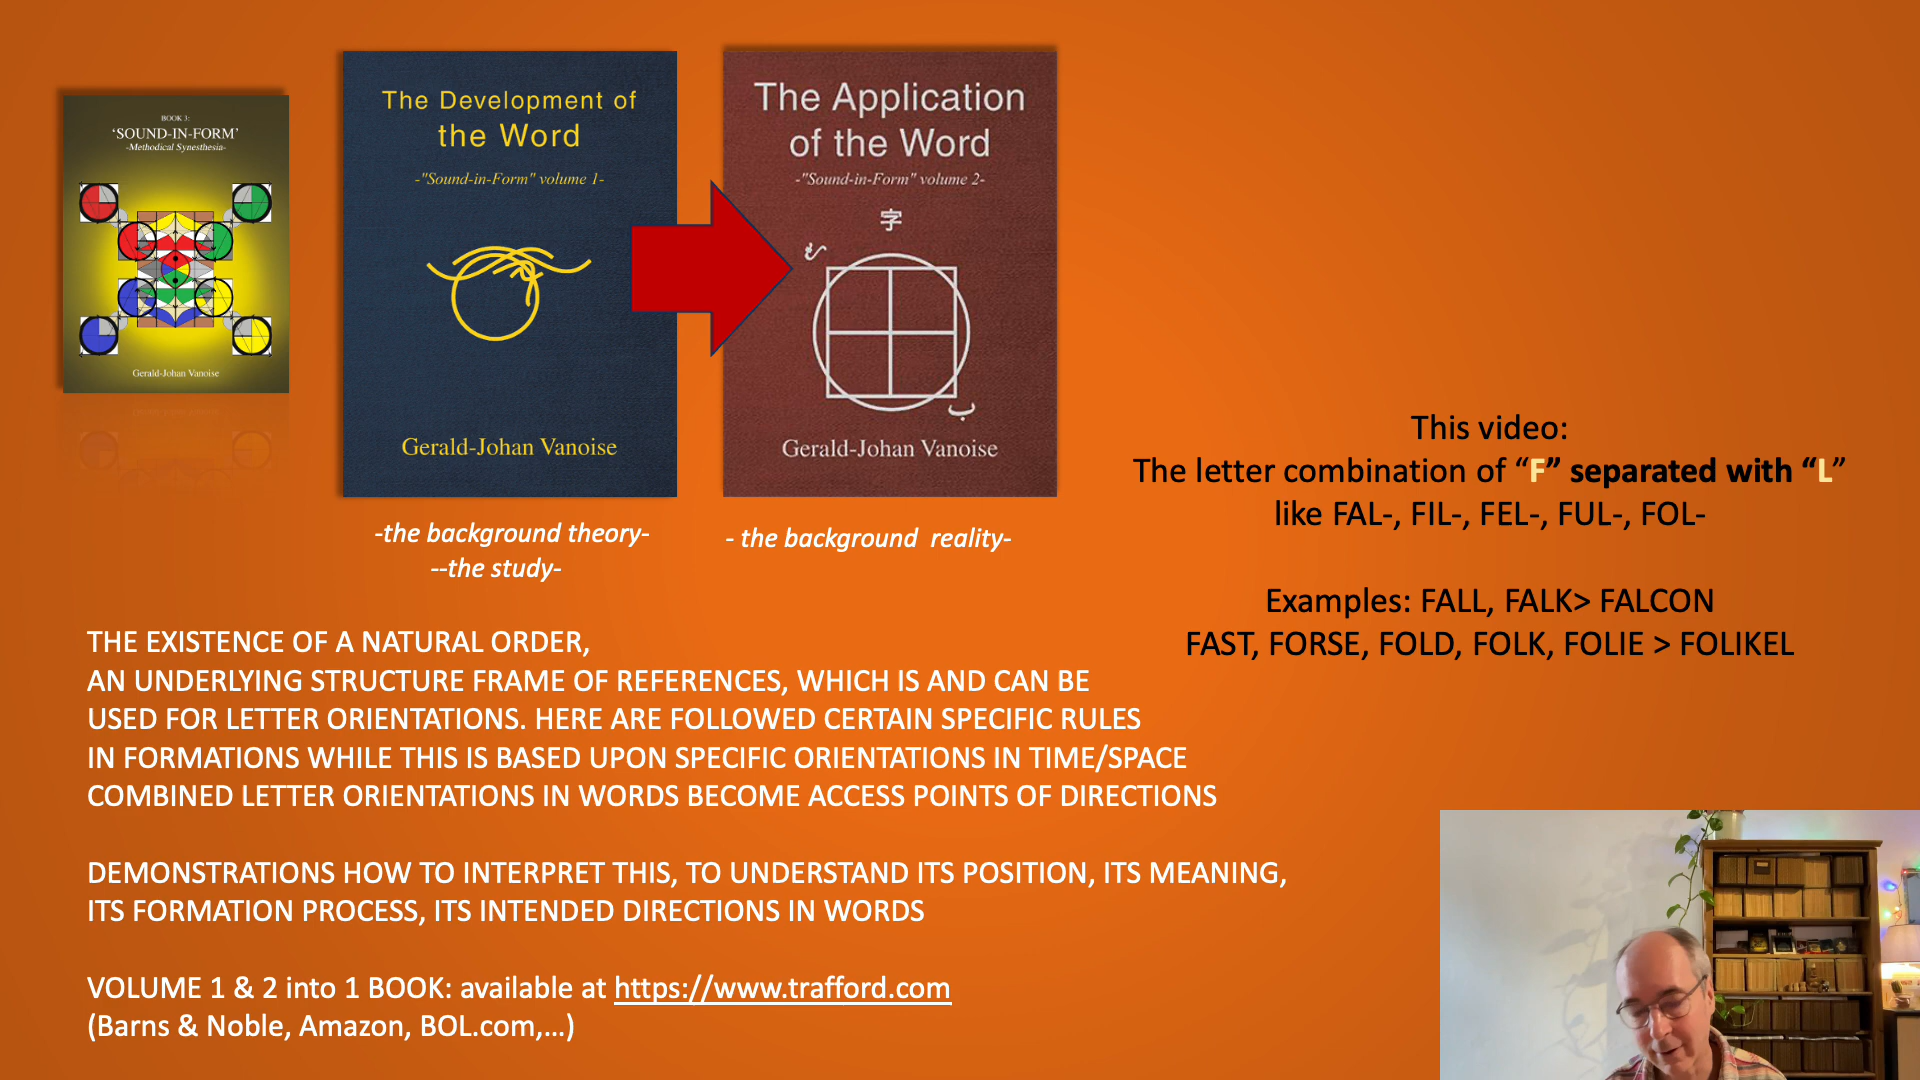 BOOK 3:
‘SOUND-IN-FORM’
-Methodical Synesthesia-
Gerald-Johan Vanoise
The Development of
the Word
-"Sound-in-Form" volume 1-
Gerald-Johan Vanoise
The Application
of the Word
-"Sound-in-Form" volume 2-
字
ب
Gerald-Johan Vanoise
-the background theory-
--the study-
- the background  reality-
This video:
The letter combination of “F” separated with “L”
like FAL-, FIL-, FEL-, FUL-, FOL-
Examples: FALL, FALK> FALCON
FAST, FORSE, FOLD, FOLK, FOLIE > FOLIKEL
THE EXISTENCE OF A NATURAL ORDER,
AN UNDERLYING STRUCTURE FRAME OF REFERENCES, WHICH IS AND CAN BE
USED FOR LETTER ORIENTATIONS. HERE ARE FOLLOWED CERTAIN SPECIFIC RULES
IN FORMATIONS WHILE THIS IS BASED UPON SPECIFIC ORIENTATIONS IN TIME/SPACE
COMBINED LETTER ORIENTATIONS IN WORDS BECOME ACCESS POINTS OF DIRECTIONS
DEMONSTRATIONS HOW TO INTERPRET THIS, TO UNDERSTAND ITS POSITION, ITS MEANING,
ITS FORMATION PROCESS, ITS INTENDED DIRECTIONS IN WORDS
VOLUME 1 & 2 into 1 BOOK: available at https://www.trafford.com
(Barns & Noble, Amazon, BOL.com,...)